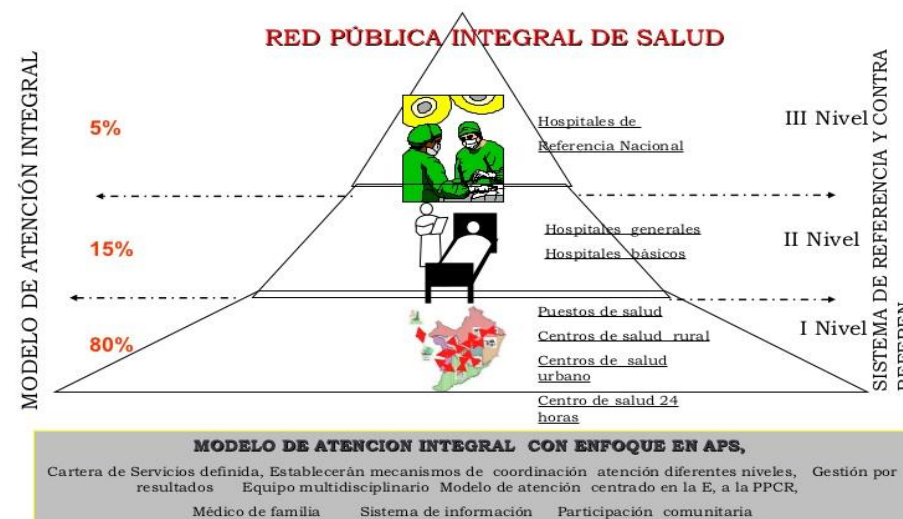 RED PÚBLICA INTEGRAL DE SALUD
MODELO DE ATENCIÓN INTEGRAL
5%
Hospitales de
Referencia Nacional
III Nivel
15%
Hospitales generales
Hospitales bàsicos
II Nivel
80%
Puestos de salud
Centros de salud rural
Centros de salud
urbano
Centro de salud 24
horas
I Nivel
SISTEMA DE REFERENCIA Y CONTRA
REFEREN
MODELO DE ATENCION INTEGRAL CON ENFOQUE EN APS,
Cartera de Servicios definida, Establecerán mecanismos de coordinación atención diferentes niveles, Gestión por
resultados Equipo multidisciplinario Modelo de atención centrado en la E, a la PPCR,
Médico de familia Sistema de información Participación comunitaria